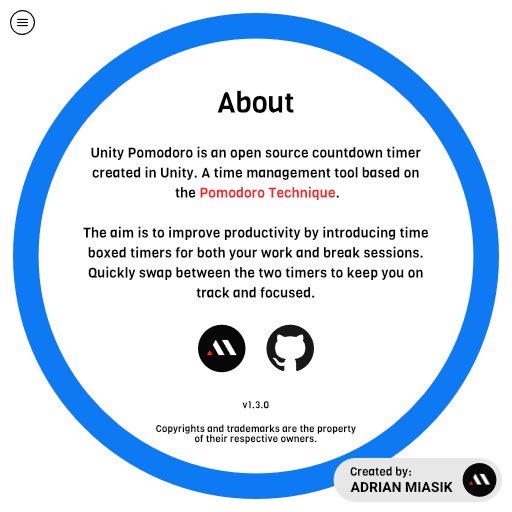 About
Unity Pomodoro is an open source countdown timer
created in Unity. A time management tool based on
the Pomodoro Technique.
The aim is to improve productivity by introducing time
boxed timers for both your work and break sessions.
Quickly swap between the two timers to keep you on
track and focused.
v1.3.0
Copyrights and trademarks are the property
of their respective owners.
Created by:
ADRIAN MIASIK